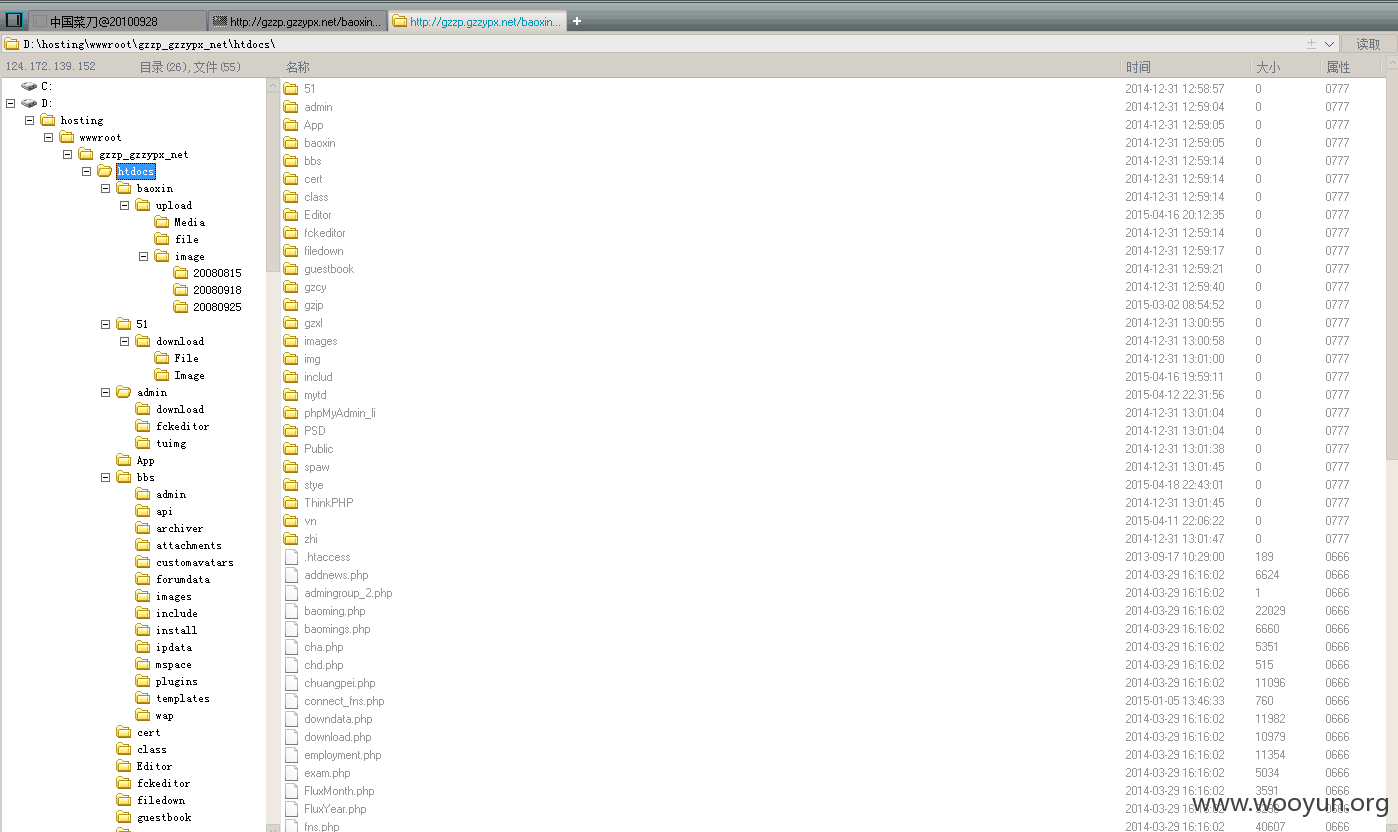 中国菜刀@20100928
http://gzzp.gzzypx.net/baoxin...
http://gzzp.gzzypx.net/baoxin...
+
D:\hosting\wwwroot\gzzp_gzzypx_net\htdocs\
读取
124.172.139.152
目录(26),文件(55)
名称
时间
大小
属性
C:
D:
hosting
wwwroot
gzzp_gzzypx_net
htdocs
baoxin
upload
Media
file
image
20080815
20080918
20080925
51
download
File
Image
admin
download
fckeditor
tuimg
App
bbs
admin
api
archiver
attachments
customavatars
forumdata
images
include
install
ipdata
mspace
plugins
templates
wap
cert
class
Editor
fckeditor
filedown
guestbook
51 2014-12-31 12:58:57 0 0777
admin 2014-12-31 12:59:04 0 0777
App 2014-12-31 12:59:05 0 0777
baoxin 2014-12-31 12:59:05 0 0777
bbs 2014-12-31 12:59:14 0 0777
cert 2014-12-31 12:59:14 0 0777
class 2014-12-31 12:59:14 0 0777
Editor 2015-04-16 20:12:35 0 0777
fckeditor 2014-12-31 12:59:14 0 0777
filedown 2014-12-31 12:59:17 0 0777
guestbook 2014-12-31 12:59:21 0 0777
gzcy 2014-12-31 12:59:40 0 0777
gzjp 2015-03-02 08:54:52 0 0777
gzxl 2014-12-31 13:00:55 0 0777
images 2014-12-31 13:00:58 0 0777
img 2014-12-31 13:01:00 0 0777
includ 2015-04-16 19:59:11 0 0777
mytd 2015-04-12 22:31:56 0 0777
phpMyAdmin_li 2014-12-31 13:01:04 0 0777
PSD 2014-12-31 13:01:04 0 0777
Public 2014-12-31 13:01:38 0 0777
spaw 2014-12-31 13:01:45 0 0777
stye 2015-04-18 22:43:01 0 0777
ThinkPHP 2014-12-31 13:01:45 0 0777
vn 2015-04-11 22:06:22 0 0777
zhi 2014-12-31 13:01:47 0 0777
.htaccess 2013-09-17 10:29:00 189 0666
addnews.php 2014-03-29 16:16:02 6624 0666
admingroup_2.php 2014-03-29 16:16:02 1 0666
baoming.php 2014-03-29 16:16:02 22029 0666
baomings.php 2014-03-29 16:16:02 6660 0666
cha.php 2014-03-29 16:16:02 5351 0666
chd.php 2014-03-29 16:16:02 515 0666
chuangpei.php 2014-03-29 16:16:02 11096 0666
connect_fns.php 2015-01-05 13:46:33 760 0666
downdata.php 2014-03-29 16:16:02 11982 0666
download.php 2014-03-29 16:16:02 10979 0666
employment.php 2014-03-29 16:16:02 11354 0666
exam.php 2014-03-29 16:16:02 5034 0666
FluxMonth.php 2014-03-29 16:16:02 3591 0666
FluxYear.php 2014-03-29 0666
fns.php 2014-03-29 16:16:02 40607 0666
www.wooyun.org